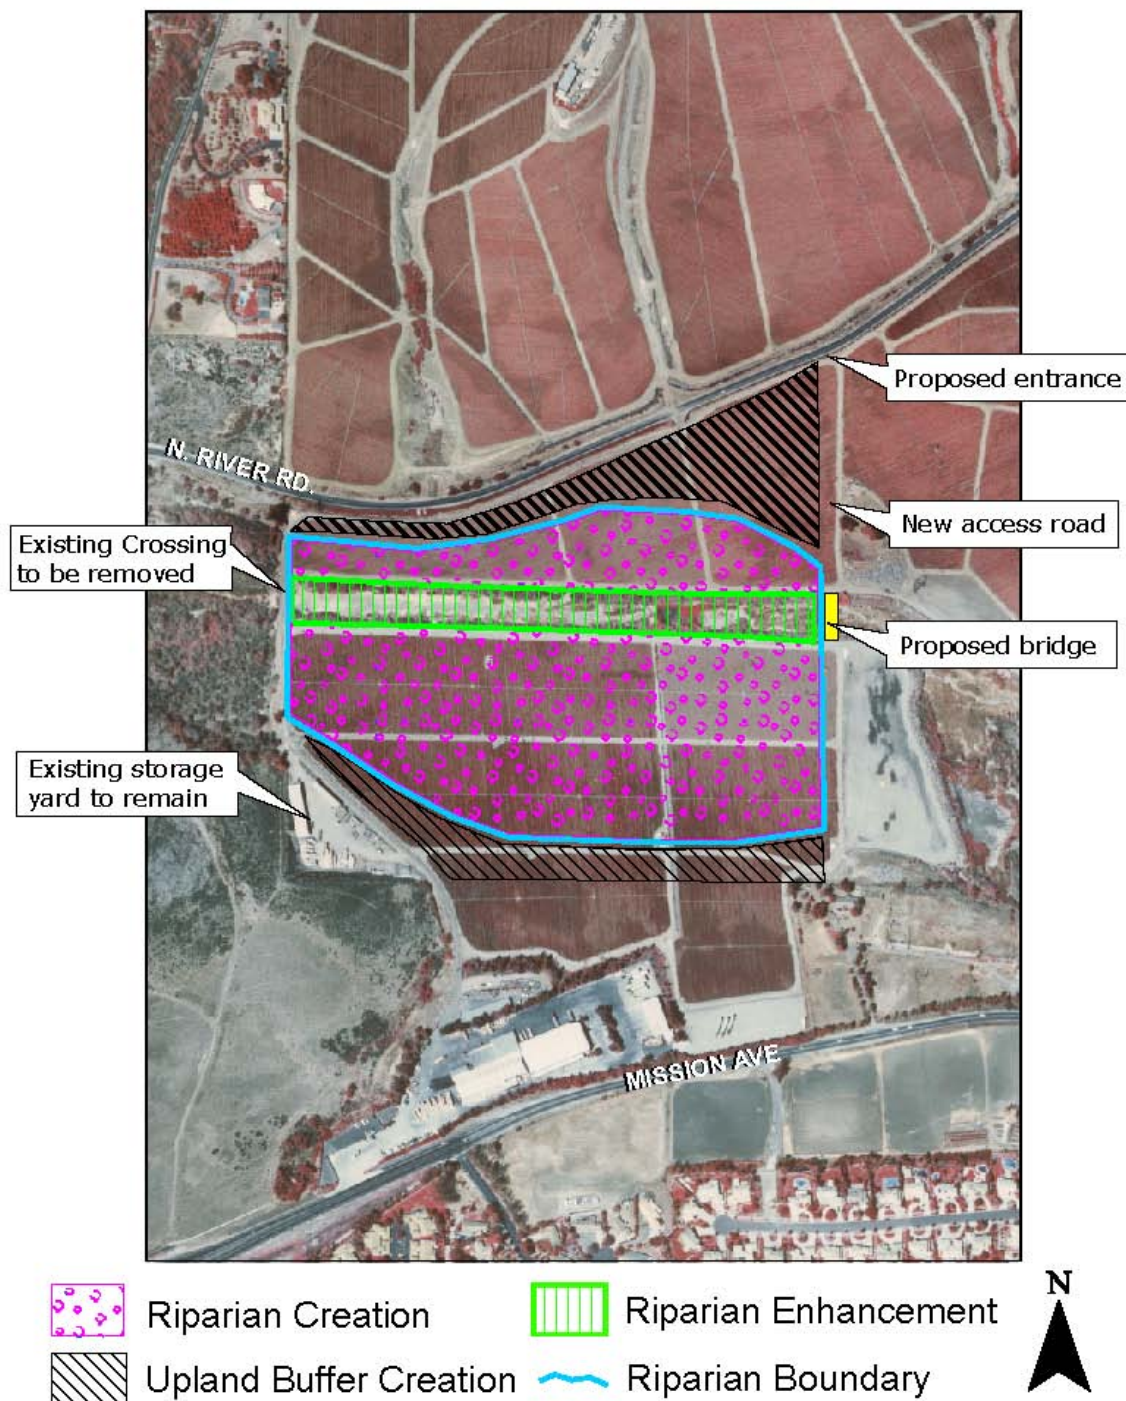 Proposed entrance
N. RIVER RD.
New access road
Existing Crossing
to be removed
Proposed bridge
Existing storage
yard to remain
MISSION AVE
N
Riparian Creation
Riparian Enhancement
Upland Buffer Creation
Riparian Boundary